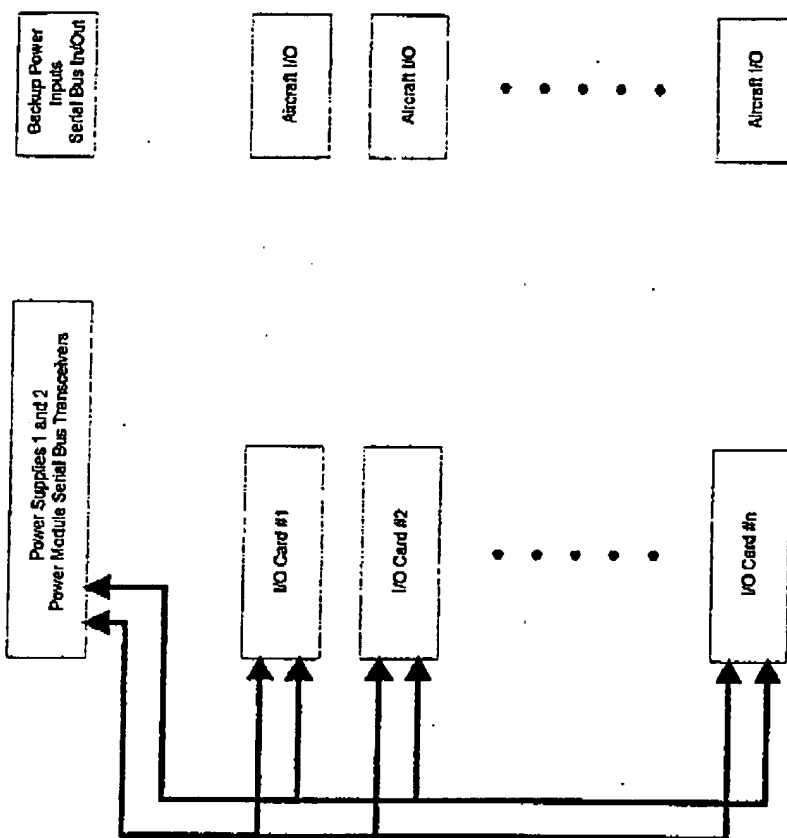 Backup Power
Inputs
Serial Bus In/Out
Aircraft I/O
Aircraft I/O
Aircraft I/O
Power Supplies 1 and 2
Power Module Serial Bus Transceivers
I/O Card #1
I/O Card #2
I/O Card #n